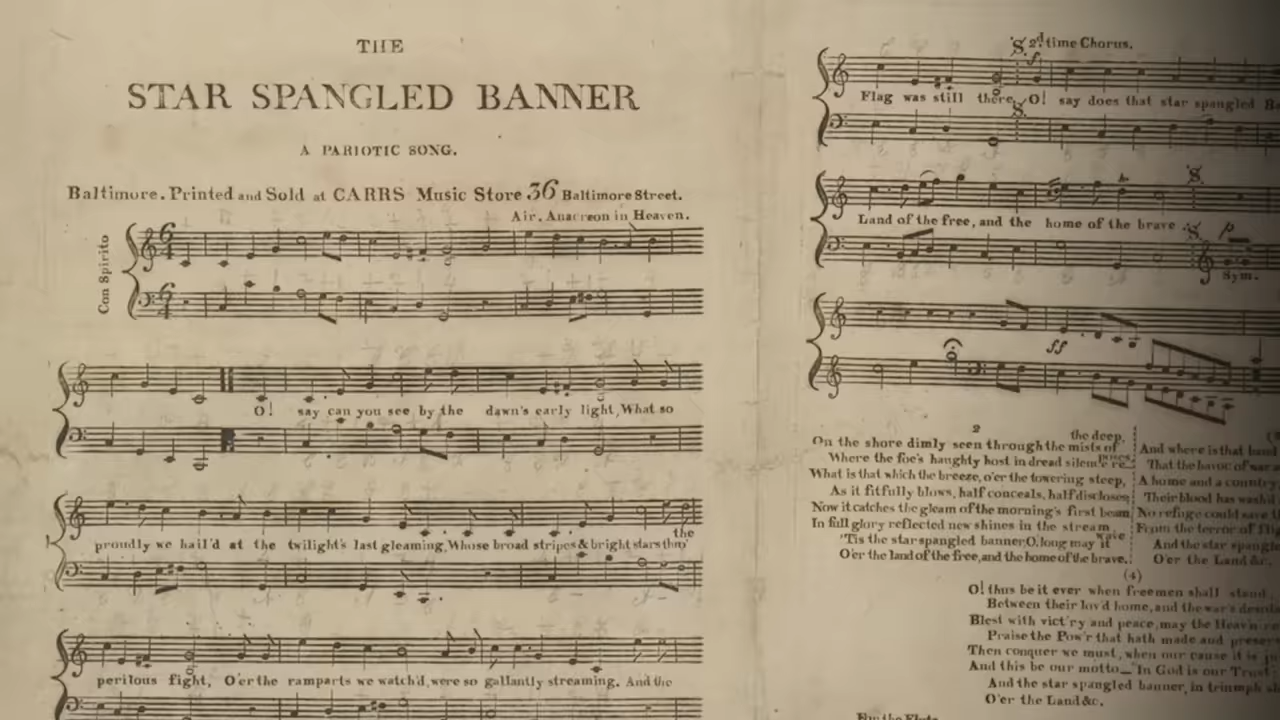 THE
STAR SPANGLED BANNER
A PARIOTIC SONG.
Baltimore. Printed and Sold at CARRS Music Store 36 Baltimore Street.
Air. Anacreon in Heaven.
Con Spirito
O! say can you see by the dawn's early light, What so
proudly we hail'd at the twilight's last gleaming, Whose broad stripes & bright stars thro' the
perilous fight, O'er the ramparts we watch'd, were so gallantly streaming. And the
2d. time Chorus.
Flag was still there, O! say does that star spangled
Land of the free, and the home of the brave
Sym.
ff
2
On the shore dimly seen through the mists of the deep,
Where the foe's haughty host in dread silence reposes,
What is that which the breeze, o'er the towering steep,
As it fitfully blows, half conceals, half discloses
Now it catches the gleam of the morning's first beam
In full glory reflected new shines in the stream
'Tis the star spangled banner, O. long may it wave
O'er the land of the free, and the home of the brave.
And where is that
That the havoc of war
A home and a country
Their blood has
No refuge could save
From the terror of
And the star
O'er the Land &c.
(4)
O! thus be it ever when freemen shall stand
Between their lov'd home, and the war's
Blest with vict'ry and peace, may the Heav'n
Praise the Pow'r that hath made and
Then conquer we must, when our cause it is
And this be our motto— "In God is our Trust
And the star spangled banner, in triumph
O'er the Land &c.
For the Flute